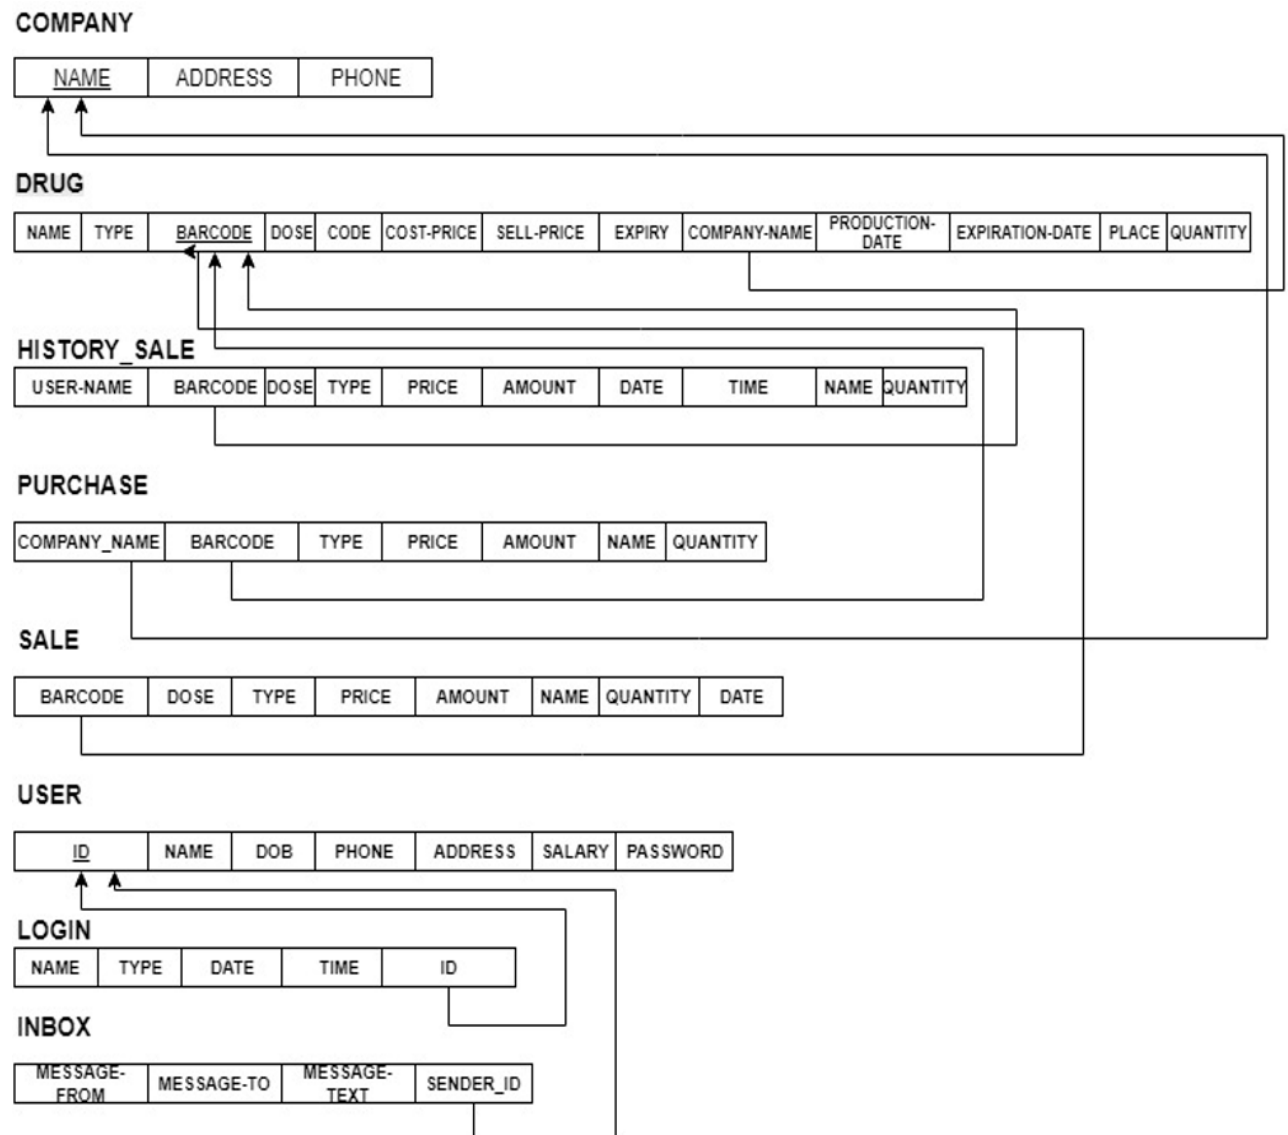 COMPANY
NAME ADDRESS PHONE
DRUG
NAME TYPE BARCODE DOSE CODE COST-PRICE SELL-PRICE EXPIRY COMPANY-NAME PRODUCTION-DATE EXPIRATION-DATE PLACE QUANTITY
HISTORY_SALE
USER-NAME BARCODE DOSE TYPE PRICE AMOUNT DATE TIME NAME QUANTITY
PURCHASE
COMPANY_NAME BARCODE TYPE PRICE AMOUNT NAME QUANTITY
SALE
BARCODE DOSE TYPE PRICE AMOUNT NAME QUANTITY DATE
USER
ID NAME DOB PHONE ADDRESS SALARY PASSWORD
LOGIN
NAME TYPE DATE TIME ID
INBOX
MESSAGE-FROM MESSAGE-TO MESSAGE-TEXT SENDER_ID